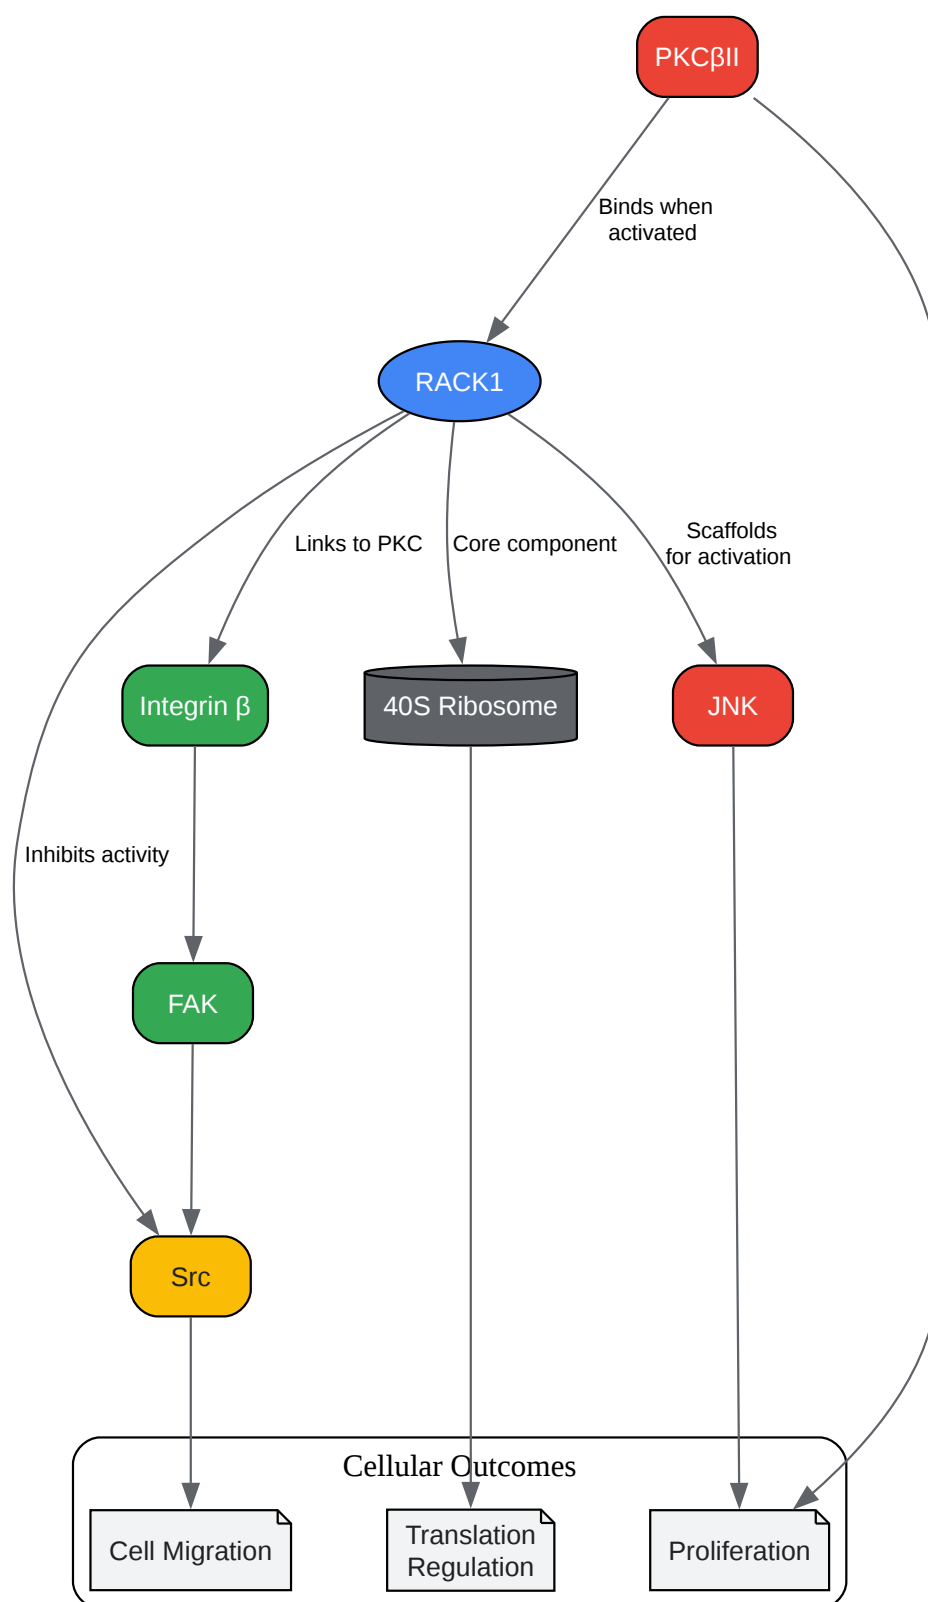 PKCβII
Binds when
activated
RACK1
Links to PKC
Core component
Scaffolds
for activation
Integrin β
40S Ribosome
JNK
Inhibits activity
FAK
Src
Cellular Outcomes
Cell Migration
Translation
Regulation
Proliferation